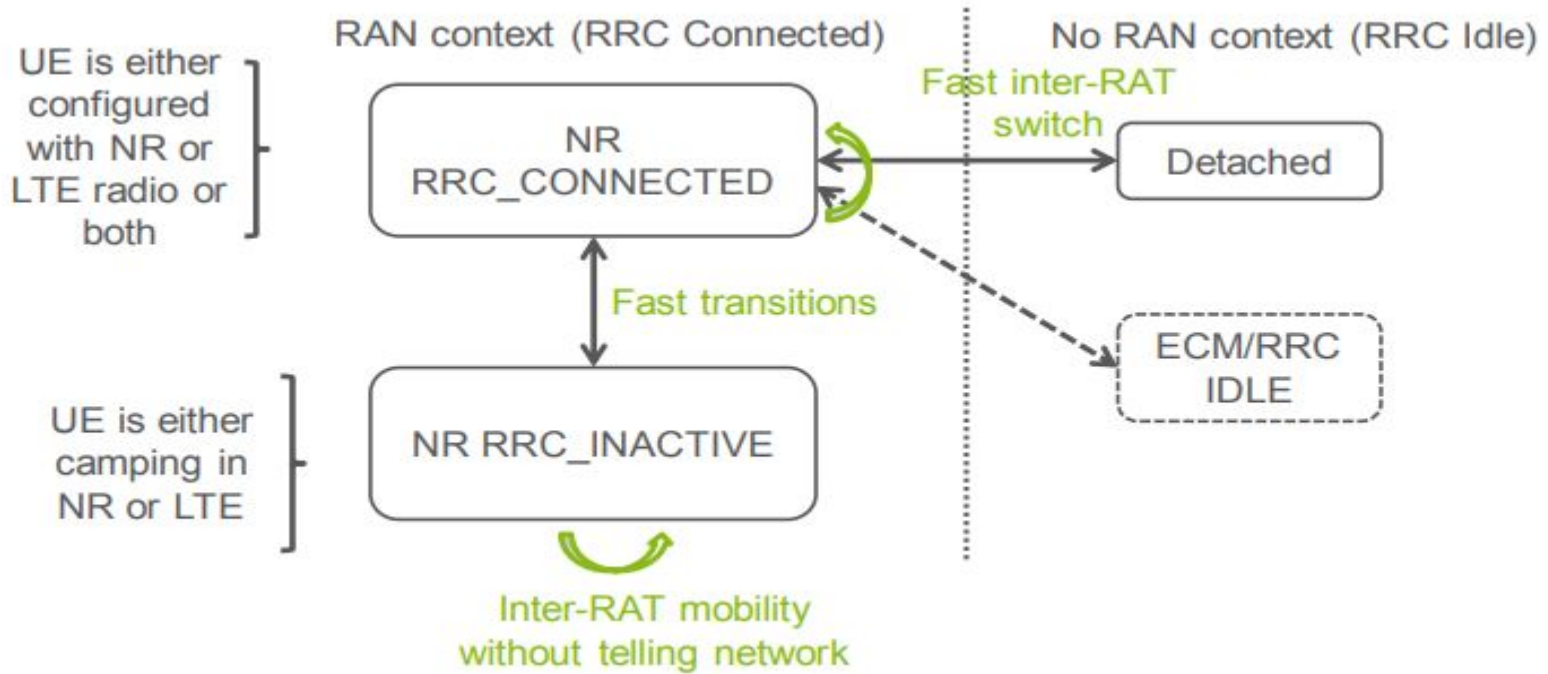 RAN context (RRC Connected)
No RAN context (RRC Idle)
UE is either
configured
with NR or
LTE radio or
both
NR
RRC_CONNECTED
Fast inter-RAT
switch
Detached
Fast transitions
ECM/RRC
IDLE
UE is either
camping in
NR or LTE
NR RRC_INACTIVE
Inter-RAT mobility
without telling network